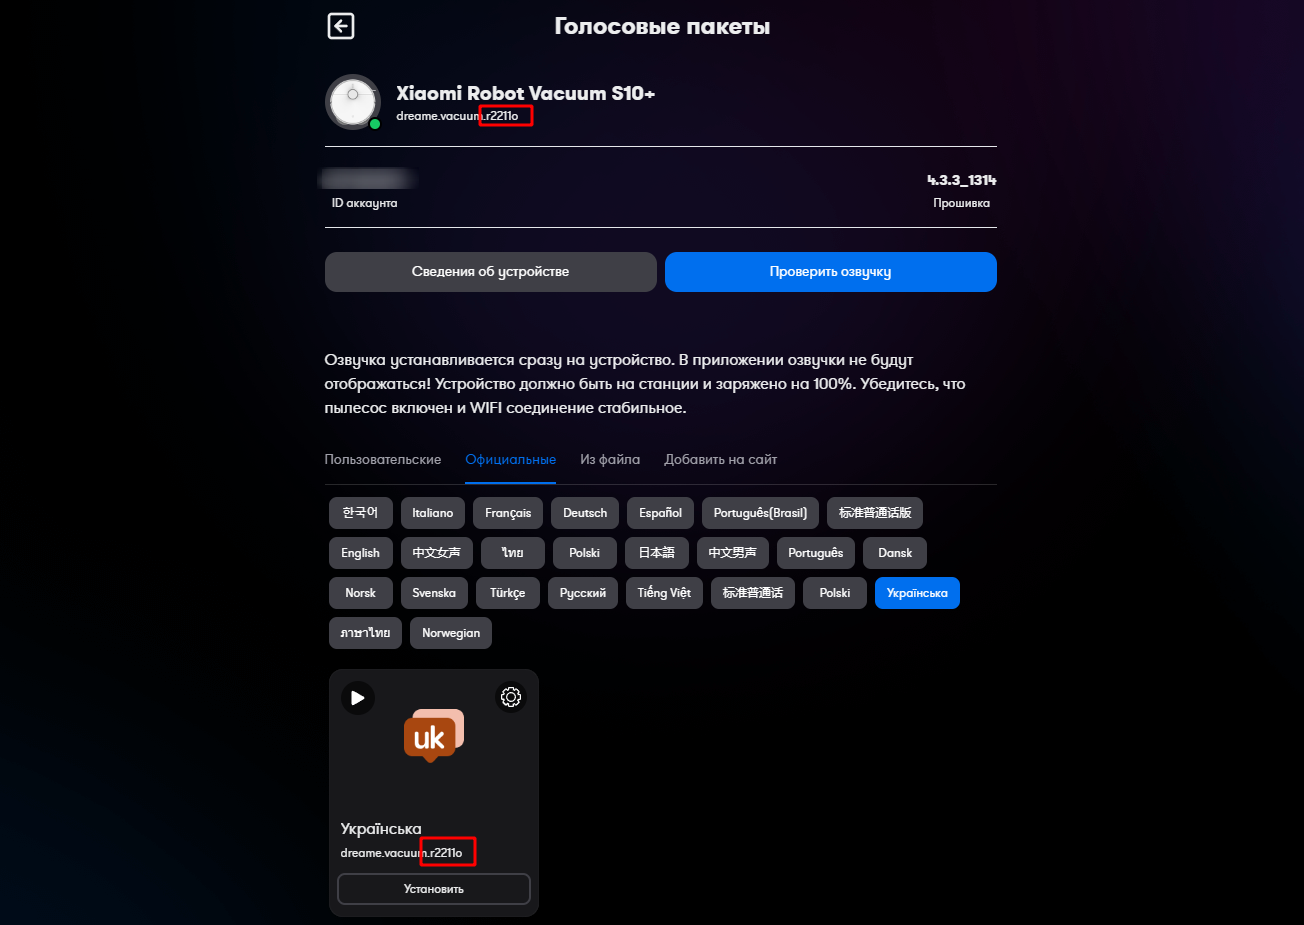 Голосовые пакеты
Xiaomi Robot Vacuum S10+
dreame.vacuum.r2211o
4.3.3_1314
ID аккаунта
Прошивка
Сведения об устройстве
Проверить озвучку
Озвучка устанавливается сразу на устройство. В приложении озвучки не будут
отображаться! Устройство должно быть на станции и заряжено на 100%. Убедитесь, что
пылесос включен и WIFI соединение стабильное.
Пользовательские Официальные Из файла Добавить на сайт
한국어 Italiano Français Deutsch Español Português(Brasil) 标准普通话版
English 中文女声 ไทย Polski 日本語 中文男声 Português Dansk
Norsk Svenska Türkçe Русский Tiếng Việt 标准普通话 Polski Українська
ภาษาไทย Norwegian
uk
Українська
dreame.vacuum.r2211o
Установить